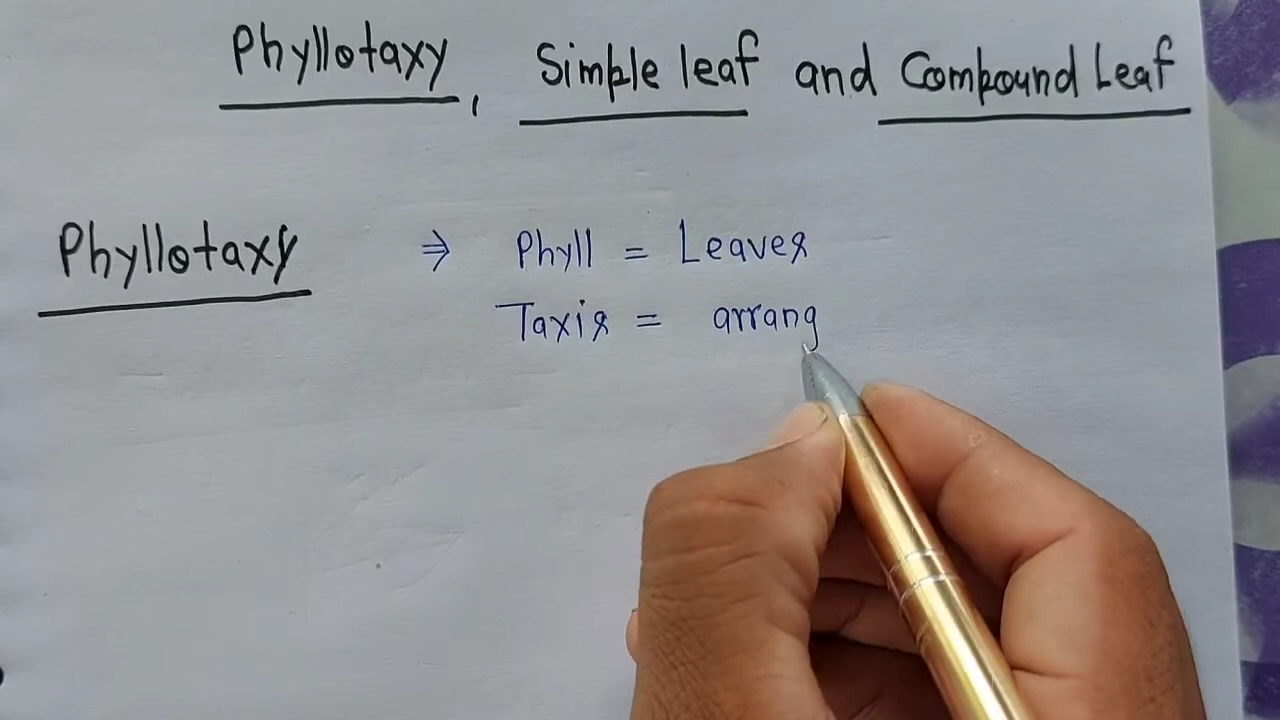 Phyllotaxy, Simple leaf and Compound Leaf
Phyllotaxy ⇒ Phyll = Leaves
Taxis = arrang